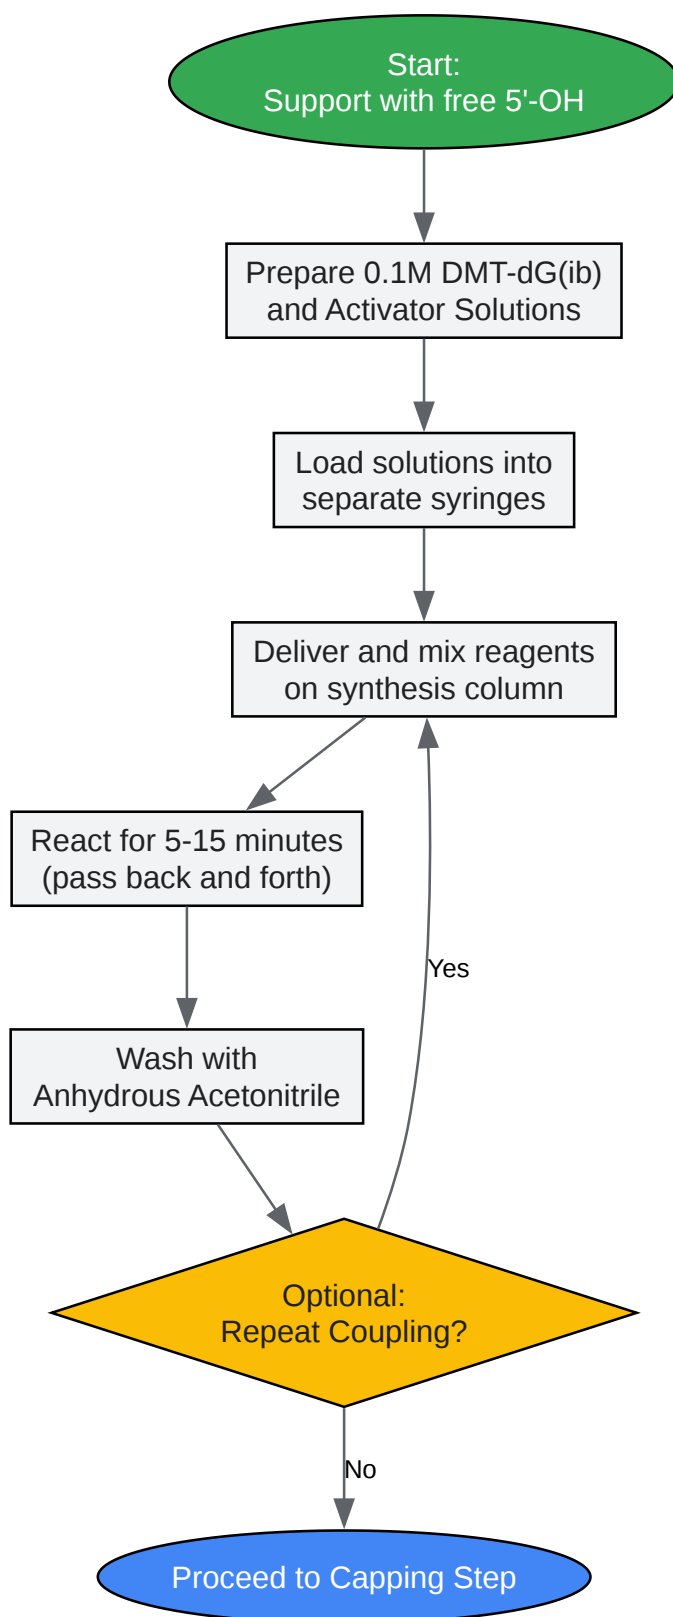 Start:
Support with free 5'-OH
Prepare 0.1M DMT-dG(ib)
and Activator Solutions
Load solutions into
separate syringes
Deliver and mix reagents
on synthesis column
React for 5-15 minutes
(pass back and forth)
Yes
Wash with
Anhydrous Acetonitrile
Optional:
Repeat Coupling?
No
Proceed to Capping Step